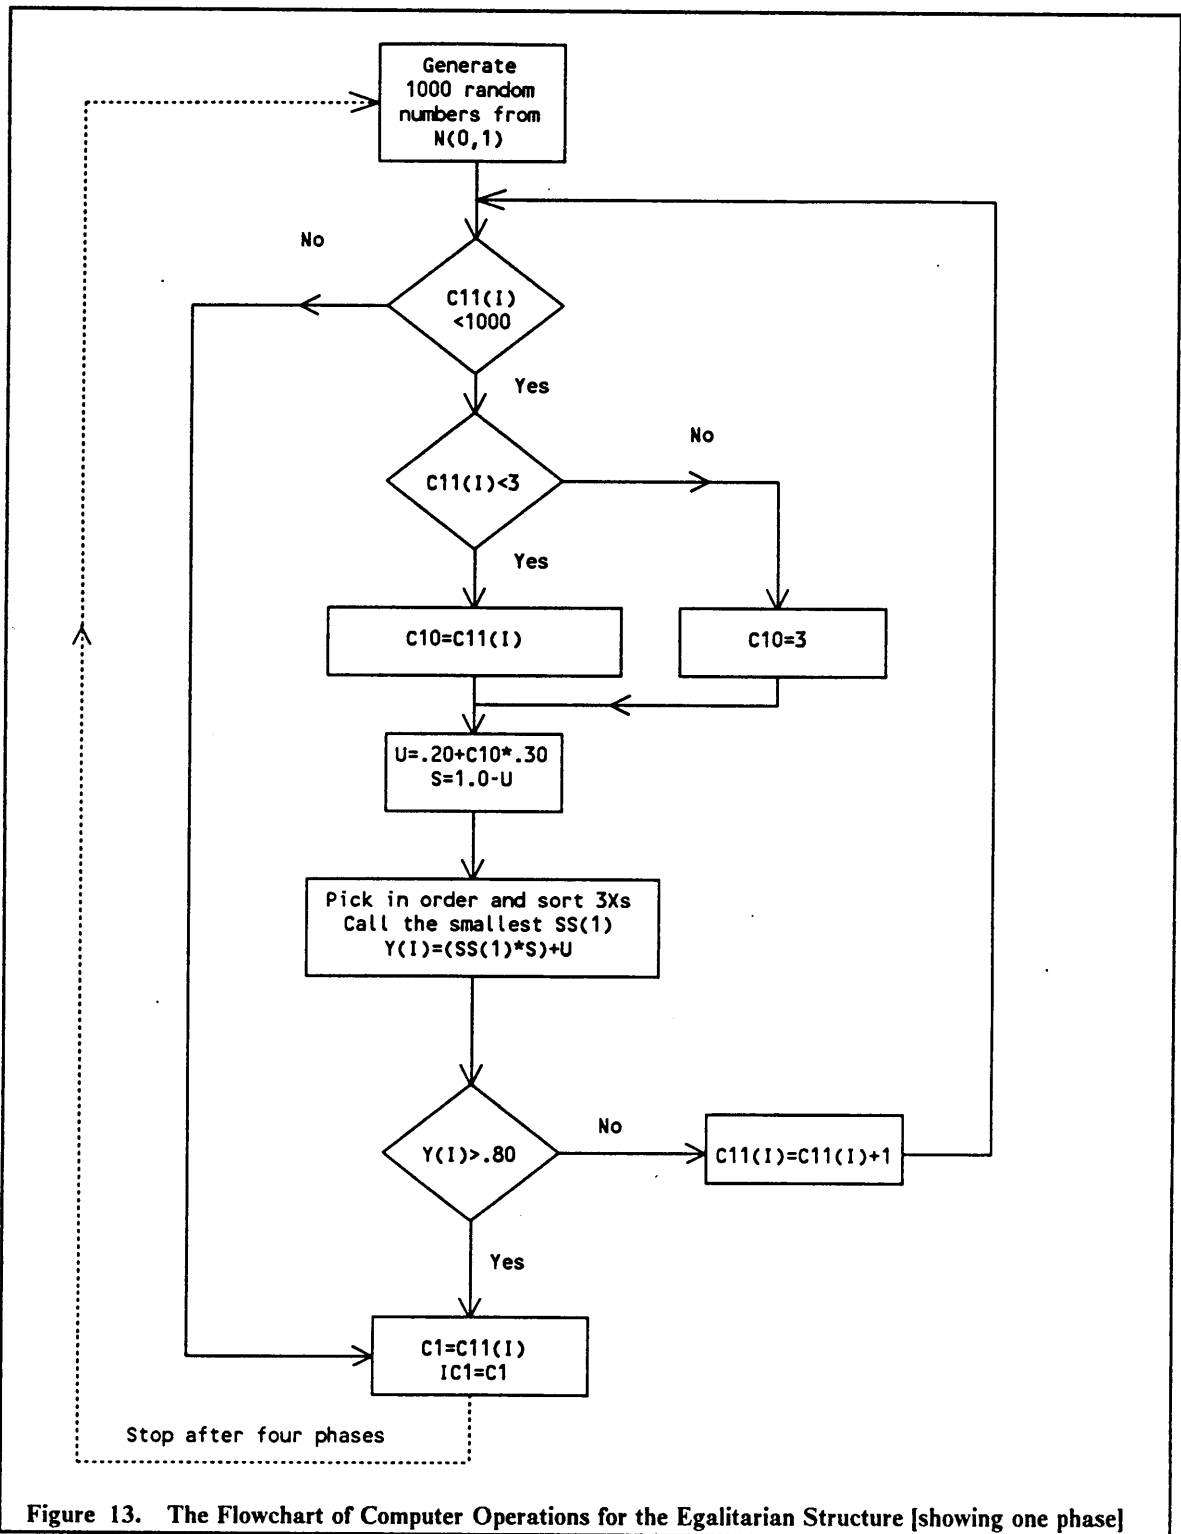 Generate
1000 random
numbers from
N(0,1)
No
C11(I)
<1000
Yes
No
C11(I)<3
Yes
C10=C11(I)
C10=3
U=.20+C10*.30
S=1.0-U
Pick in order and sort 3Xs
Call the smallest SS(1)
Y(I)=(SS(1)*S)+U
No
Y(I)>.80
C11(I)=C11(I)+1
Yes
C1=C11(I)
IC1=C1
Stop after four phases
Figure 13. The Flowchart of Computer Operations for the Egalitarian Structure [showing one phase]